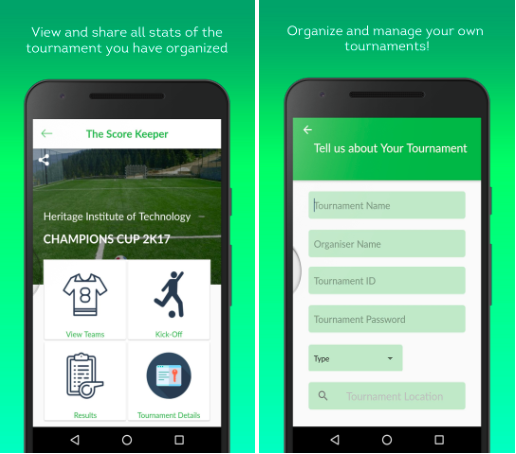 View and share all stats of the
tournament you have organized
The Score Keeper
Heritage Institute of Technology
CHAMPIONS CUP 2K17
8
View Teams
Kick-Off
Results
Tournament Details
Organize and manage your own
tournaments!
Tell us about Your Tournament
Tournament Name
Organiser Name
Tournament ID
Tournament Password
Type
Tournament Location